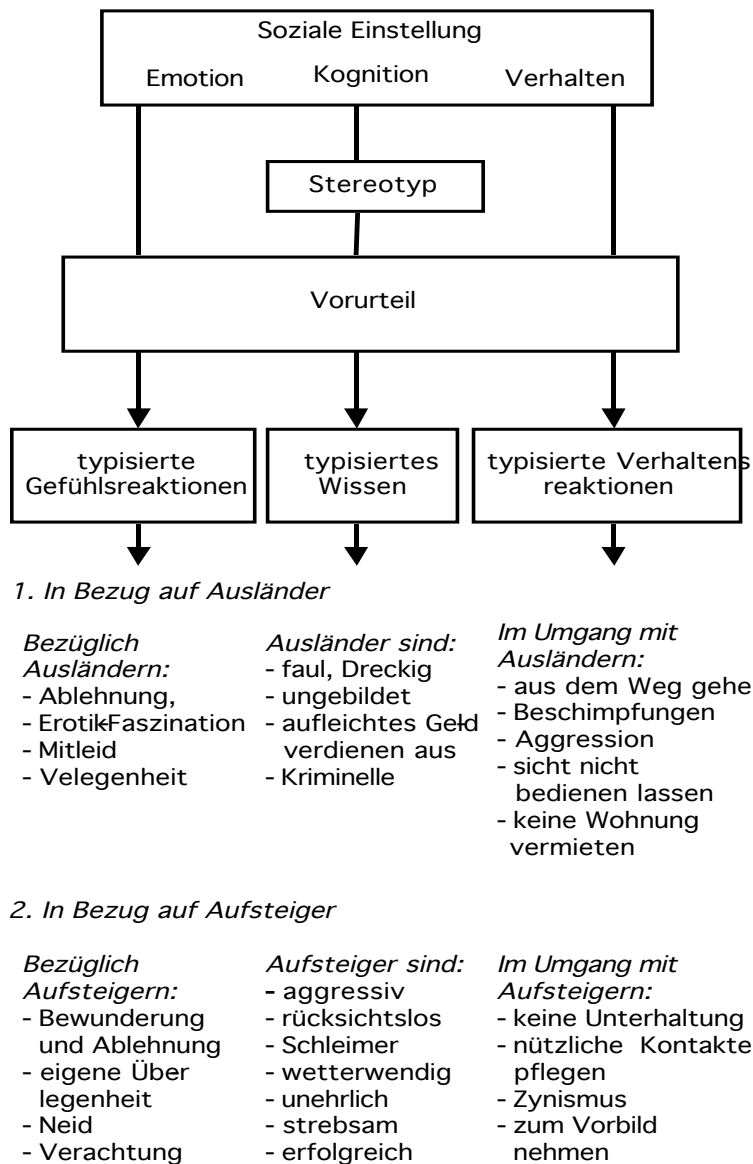 Soziale Einstellung
Emotion Kognition Verhalten
Stereotyp
Vorurteil
typisierte
Gefühlsreaktionen
typisiertes
Wissen
typisierte Verhaltens
reaktionen
1. In Bezug auf Ausländer
Bezüglich
Ausländern:
- Ablehnung,
- Erotik-Faszination
- Mitleid
- Velegenheit
Ausländer sind:
- faul, Dreckig
- ungebildet
- aufleichtes Geld
verdienen aus
- Kriminelle
Im Umgang mit
Ausländern:
- aus dem Weg gehe
- Beschimpfungen
- Aggression
- sicht nicht
bedienen lassen
- keine Wohnung
vermieten
2. In Bezug auf Aufsteiger
Bezüglich
Aufsteigern:
- Bewunderung
und Ablehnung
- eigene Über
legenheit
- Neid
- Verachtung
Aufsteiger sind:
- aggressiv
- rücksichtslos
- Schleimer
- wetterwendig
- unehrlich
- strebsam
- erfolgreich
Im Umgang mit
Aufsteigern:
- keine Unterhaltung
- nützliche Kontakte
pflegen
- Zynismus
- zum Vorbild
nehmen